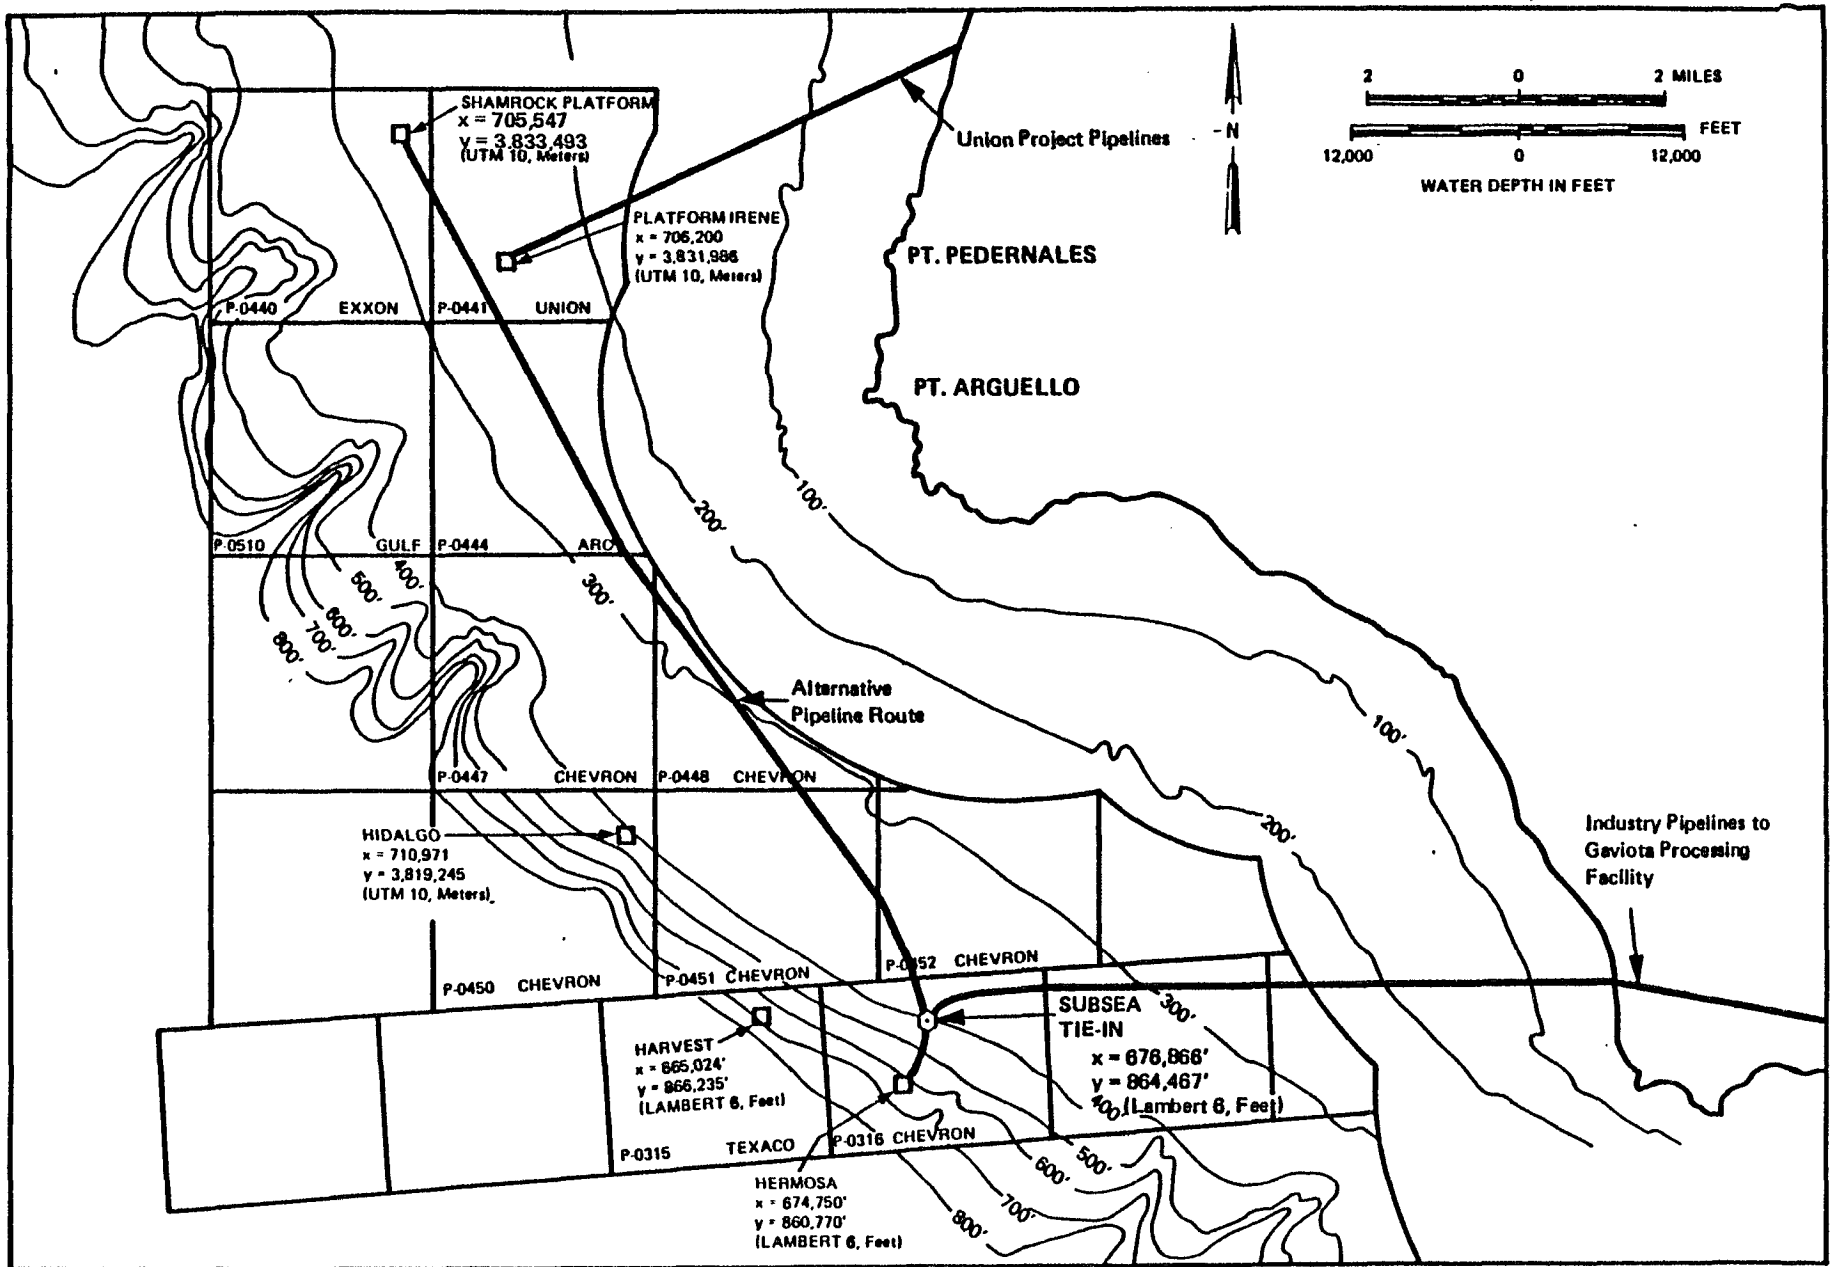 2 0 2 MILES
FEET
12,000 0 12,000
WATER DEPTH IN FEET
N
SHAMROCK PLATFORM
x = 705,547
y = 3.833,493
(UTM 10, Meters)
Union Project Pipelines
PLATFORM IRENE
x = 706,200
y = 3,831,986
(UTM 10, Meters)
PT. PEDERNALES
P-0440 EXXON
P-0441 UNION
PT. ARGUELLO
100'
200'
P-0510 GULF
P-0444 ARCO
300'
400'
500'
600'
700'
800'
Alternative
Pipeline Route
100'
P-0447 CHEVRON
P-0448 CHEVRON
200'
HIDALGO
x = 710,971
y = 3,819,245
(UTM 10, Meters)
Industry Pipelines to
Gaviota Processing
Facility
P-0450 CHEVRON
P-0451 CHEVRON
P-0452 CHEVRON
300'
SUBSEA
TIE-IN
x = 676,866'
y = 864,467'
(Lambert 6, Feet)
400'
HARVEST
x = 665,024'
y = 866,235'
(LAMBERT 6, Feet)
P-0315 TEXACO
P-0316 CHEVRON
500'
600'
700'
800'
HERMOSA
x = 674,750'
y = 860,770'
(LAMBERT 6, Feet)